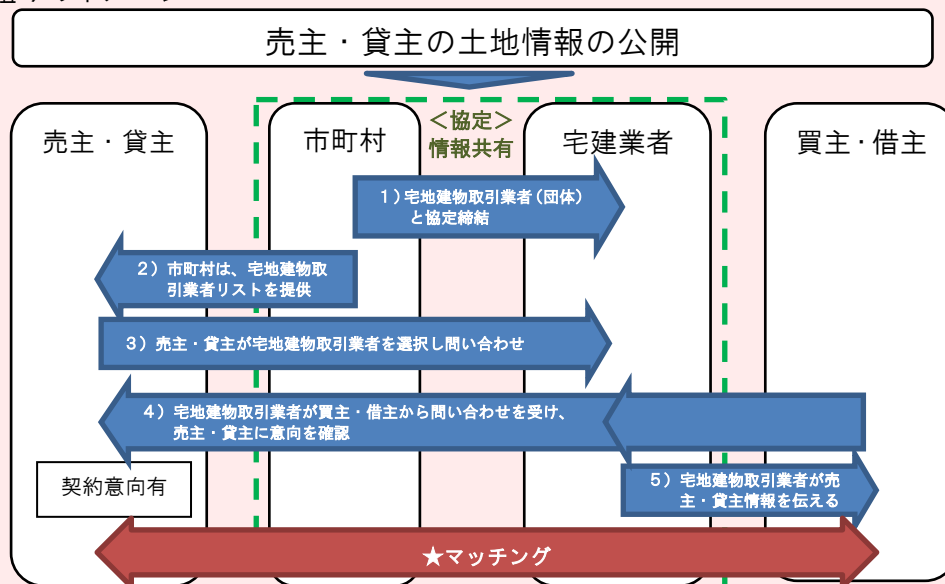 売主・貸主の土地情報の公開
売主・貸主
市町村
<協定>
情報共有
宅建業者
買主・借主
1)宅地建物取引業者(団体)
と協定締結
2)市町村は、宅地建物取
引業者リストを提供
3)売主・貸主が宅地建物取引業者を選択し問い合わせ
4)宅地建物取引業者が買主・借主から問い合わせを受け、
売主・貸主に意向を確認
契約意向有
5)宅地建物取引業者が売
主・貸主情報を伝える
★マッチング